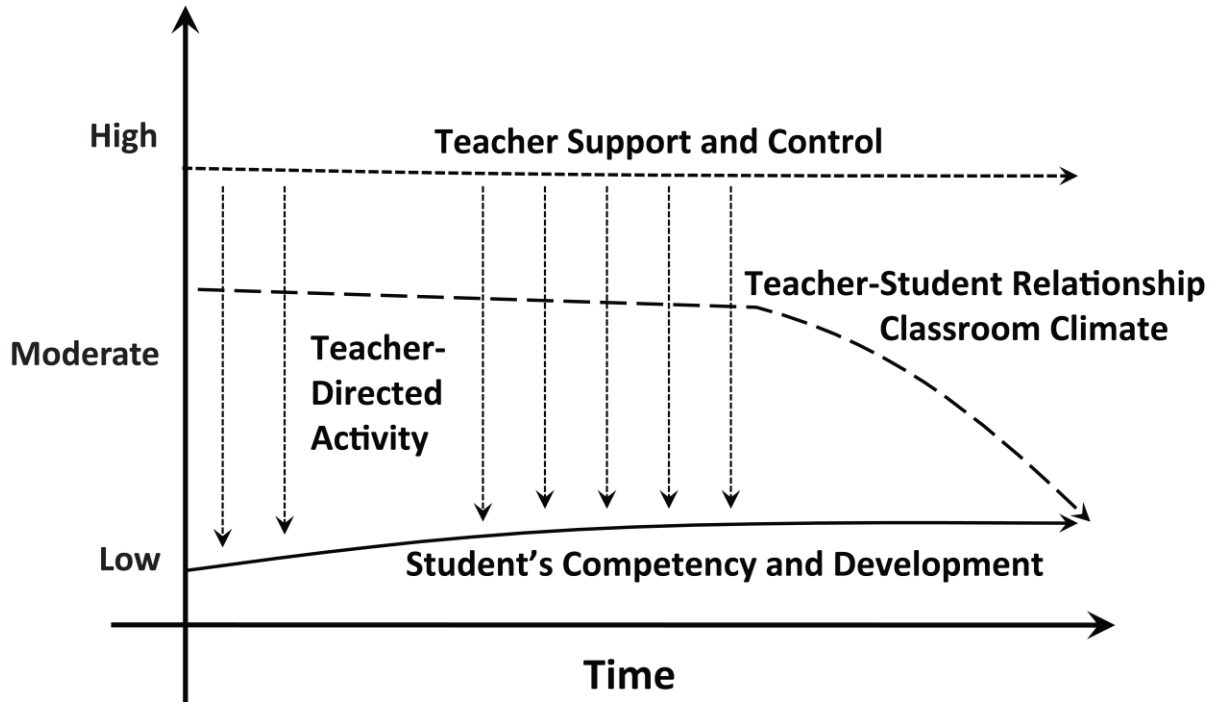 High
Teacher Support and Control
Teacher-Student Relationship
Classroom Climate
Moderate
Teacher-
Directed
Activity
Low
Student’s Competency and Development
Time